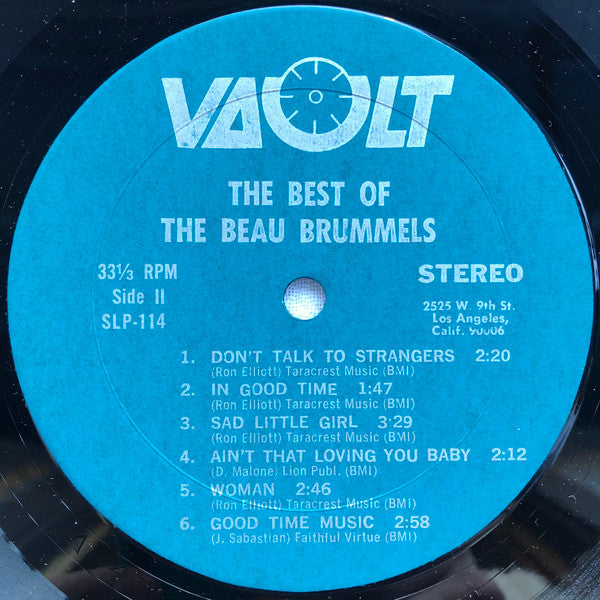 VAULT
THE BEST OF
THE BEAU BRUMMELS
33⅓ RPM
Side II
SLP-114
STEREO
2525 W. 9th St.
Los Angeles,
Calif. 90006
1. DON'T TALK TO STRANGERS 2:20
(Ron Elliott) Taracrest Music (BMI)
2. IN GOOD TIME 1:47
(Ron Elliott) Taracrest Music (BMI)
3. SAD LITTLE GIRL 3:29
(Ron Elliott) Taracrest Music (BMI)
4. AIN'T THAT LOVING YOU BABY 2:12
(D. Malone) Lion Publ. (BMI)
5. WOMAN 2:46
(Ron Elliott) Taracrest Music (BMI)
6. GOOD TIME MUSIC 2:58
(J. Sabastian) Faithful Virtue (BMI)